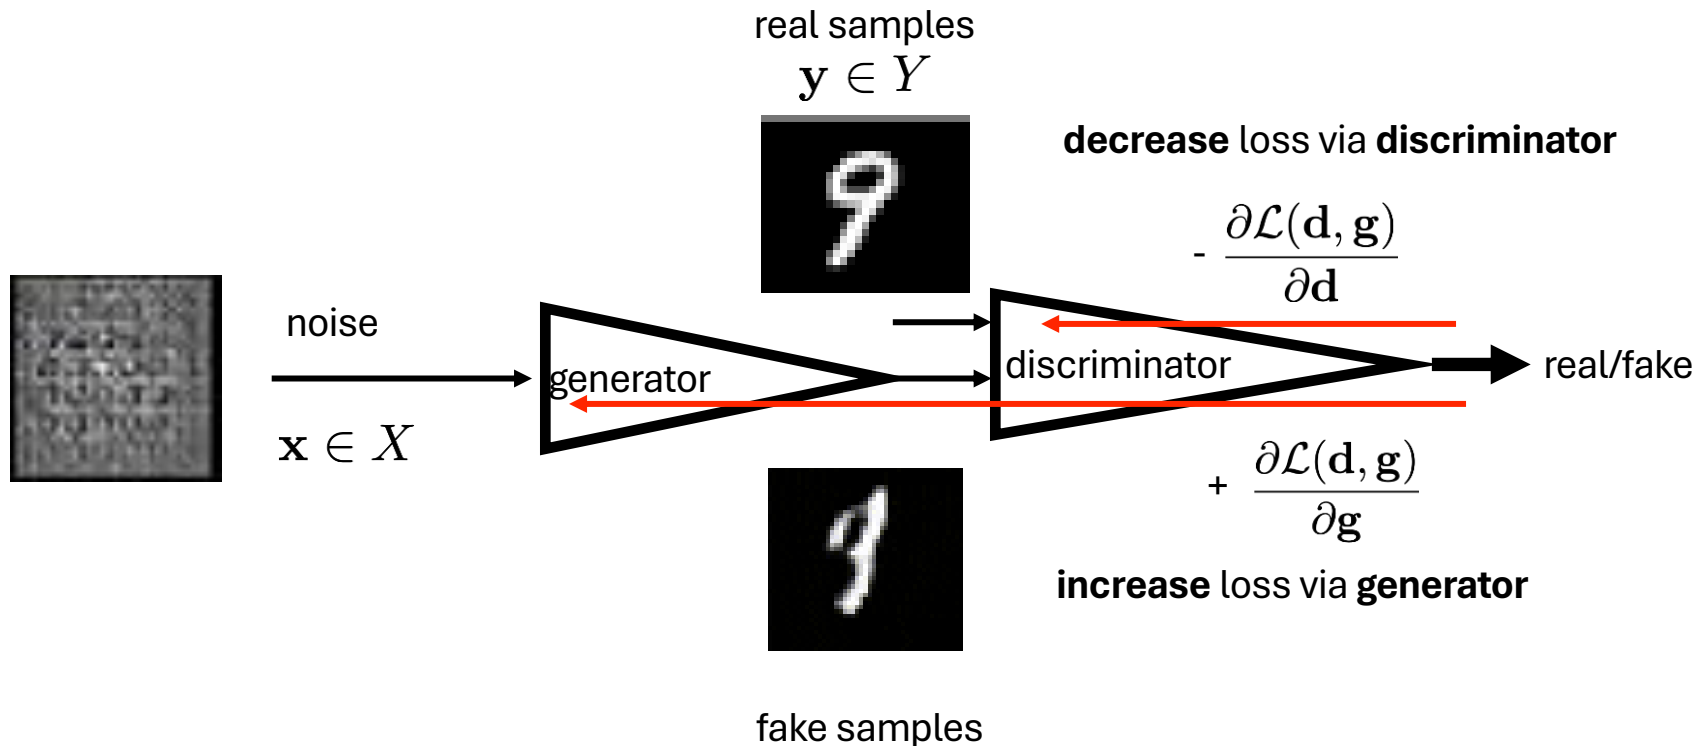 real samples
𝐲 ∈ Y
decrease loss via discriminator
- ∂ℒ(𝐝, 𝐠) / ∂𝐝
noise
generator
discriminator
real/fake
𝐱 ∈ X
+ ∂ℒ(𝐝, 𝐠) / ∂𝐠
increase loss via generator
fake samples